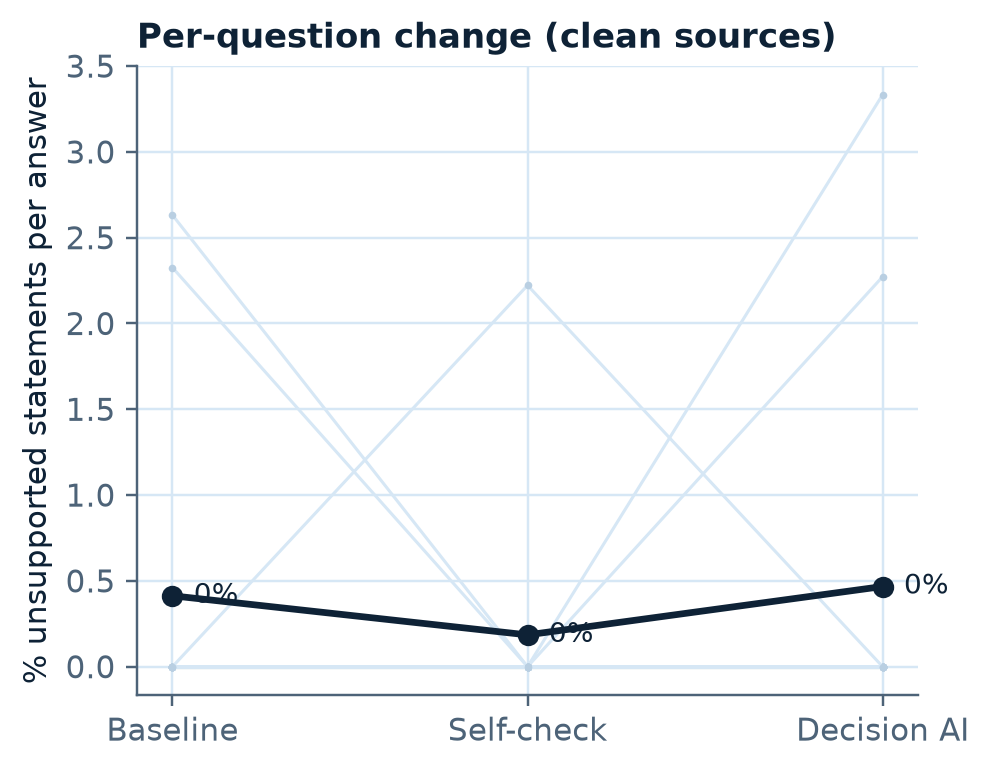 Per-question change (clean sources)
% unsupported statements per answer
3.5
3.0
2.5
2.0
1.5
1.0
0.5
0.0
0%
0%
0%
Baseline
Self-check
Decision AI